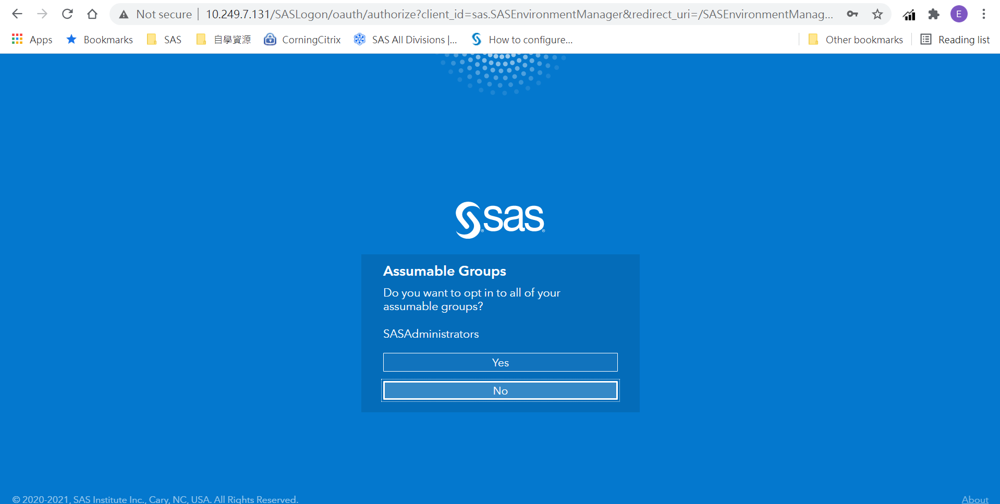 Not secure
10.249.7.131/SASLogon/oauth/authorize?client_id=sas.SASEnvironmentManager&redirect_uri=/SASEnvironmentManag...
E
Apps
Bookmarks
SAS
自學資源
CorningCitrix
SAS All Divisions |...
How to configure...
Other bookmarks
Reading list
sas
Assumable Groups
Do you want to opt in to all of your
assumable groups?
SASAdministrators
Yes
No
© 2020-2021, SAS Institute Inc., Cary, NC, USA. All Rights Reserved.
About